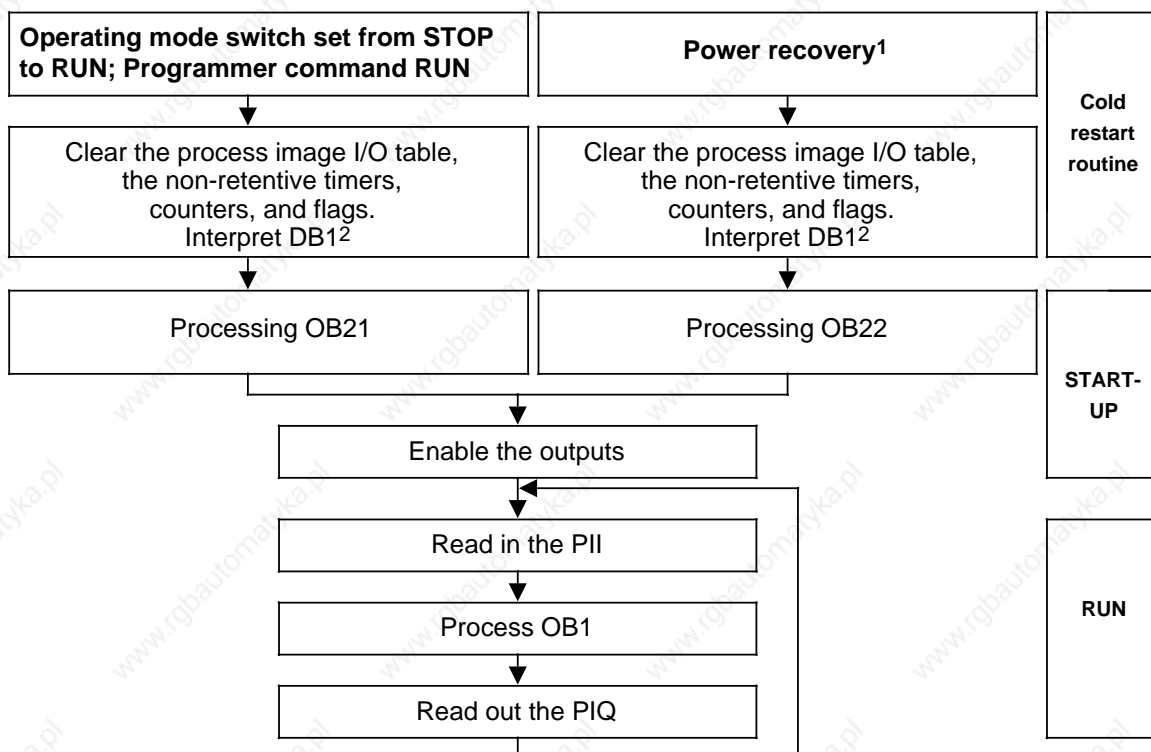 Operating mode switch set from STOP
to RUN; Programmer command RUN
Power recovery1
Cold
restart
routine
Clear the process image I/O table,
the non-retentive timers,
counters, and flags.
Interpret DB12
Clear the process image I/O table,
the non-retentive timers,
counters, and flags.
Interpret DB12
Processing OB21
Processing OB22
START-
UP
Enable the outputs
Read in the PII
Process OB1
Read out the PIQ
RUN
www.rgbautomatyka.pl